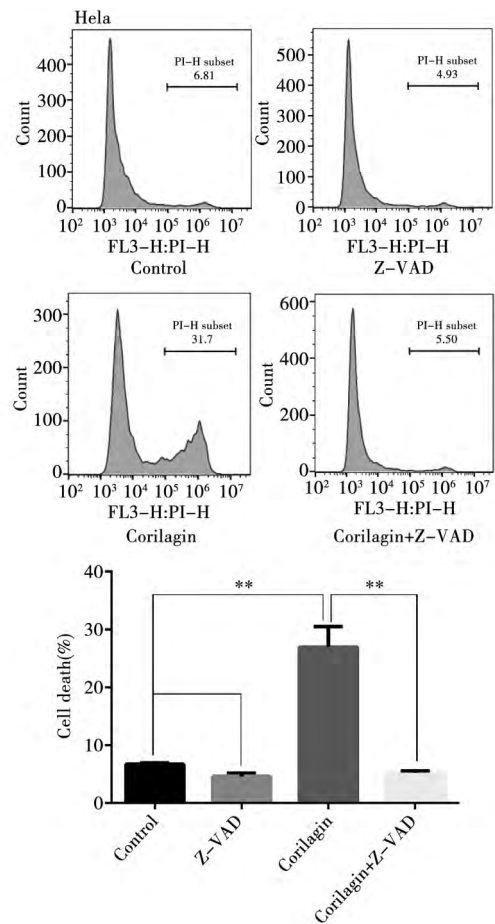 Hela
PI-H subset
6.81
400
300
200
100
0
Count
10² 10³ 10⁴ 10⁵ 10⁶ 10⁷
FL3-H:PI-H
Control
PI-H subset
4.93
500
400
300
200
100
0
Count
10² 10³ 10⁴ 10⁵ 10⁶ 10⁷
FL3-H:PI-H
Z-VAD
PI-H subset
31.7
300
200
100
0
Count
10² 10³ 10⁴ 10⁵ 10⁶ 10⁷
FL3-H:PI-H
Corilagin
PI-H subset
5.50
600
400
200
0
Count
10² 10³ 10⁴ 10⁵ 10⁶ 10⁷
FL3-H:PI-H
Corilagin+Z-VAD
40
30
20
10
0
Cell death(%)
**
**
Control
Z-VAD
Corilagin
Corilagin+Z-VAD